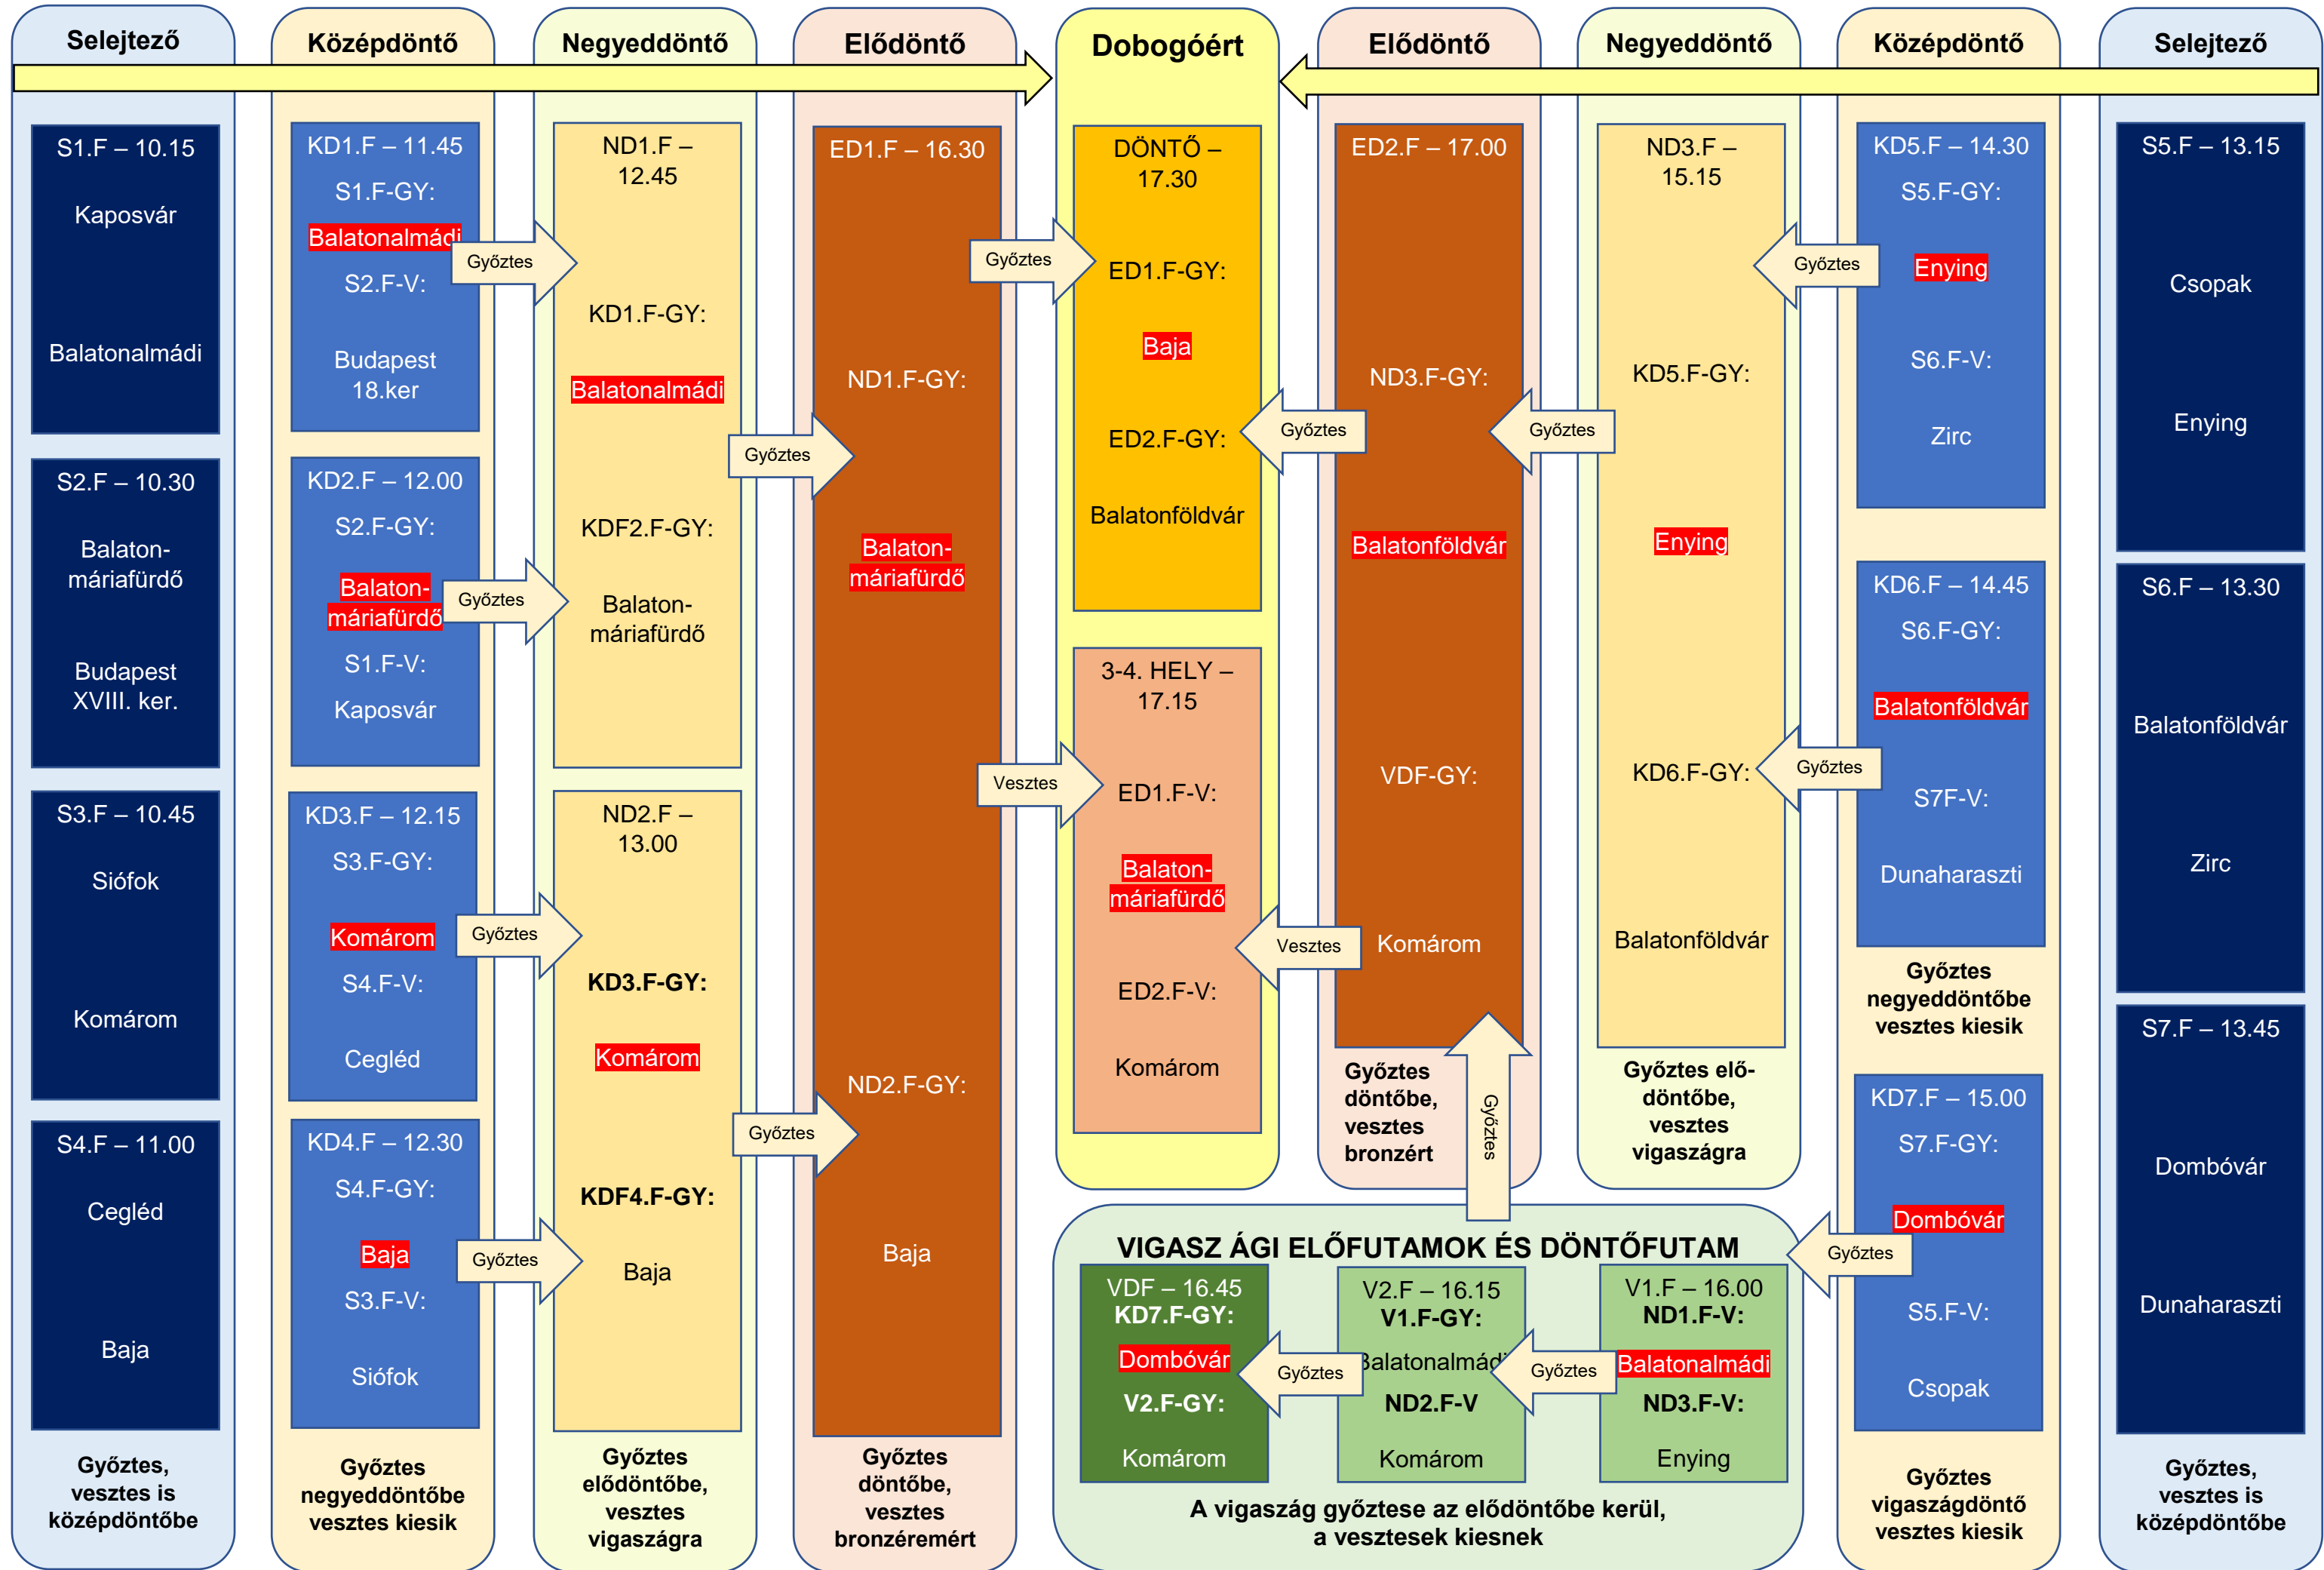 Selejtező
S1.F – 10.15
Kaposvár
Balatonalmádi
S2.F – 10.30
Balaton-
máriafürdő
Budapest
XVIII. ker.
S3.F – 10.45
Siófok
Komárom
S4.F – 11.00
Cegléd
Baja
Győztes,
vesztes is
középdöntőbe
Középdöntő
KD1.F – 11.45
S1.F-GY:
Balatonalmádi
S2.F-V:
Budapest
18.ker
Győztes
KD2.F – 12.00
S2.F-GY:
Balaton-
máriafürdő
S1.F-V:
Kaposvár
Győztes
KD3.F – 12.15
S3.F-GY:
Komárom
S4.F-V:
Cegléd
Győztes
KD4.F – 12.30
S4.F-GY:
Baja
S3.F-V:
Siófok
Győztes
Győztes
negyeddöntőbe
vesztes kiesik
Negyeddöntő
ND1.F –
12.45
KD1.F-GY:
Balatonalmádi
KDF2.F-GY:
Balaton-
máriafürdő
Győztes
ND2.F –
13.00
KD3.F-GY:
Komárom
KDF4.F-GY:
Baja
Győztes
Győztes
elődöntőbe,
vesztes
vigaszágra
Elődöntő
ED1.F – 16.30
ND1.F-GY:
Balaton-
máriafürdő
ND2.F-GY:
Baja
Győztes
Vesztes
Győztes
döntőbe,
vesztes
bronzéremért
Dobogóért
DÖNTŐ –
17.30
ED1.F-GY:
Baja
ED2.F-GY:
Balatonföldvár
3-4. HELY –
17.15
ED1.F-V:
Balaton-
máriafürdő
ED2.F-V:
Komárom
Elődöntő
ED2.F – 17.00
ND3.F-GY:
Balatonföldvár
VDF-GY:
Komárom
Győztes
Vesztes
Győztes
döntőbe,
vesztes
bronzért
Győztes
Negyeddöntő
ND3.F –
15.15
KD5.F-GY:
Enying
KD6.F-GY:
Balatonföldvár
Győztes
Győztes elő-
döntőbe,
vesztes
vigaszágra
Középdöntő
KD5.F – 14.30
S5.F-GY:
Enying
S6.F-V:
Zirc
Győztes
KD6.F – 14.45
S6.F-GY:
Balatonföldvár
S7F-V:
Dunaharaszti
Győztes
Győztes
negyeddöntőbe
vesztes kiesik
KD7.F – 15.00
S7.F-GY:
Dombóvár
S5.F-V:
Csopak
Győztes
Győztes
vigaszágdöntő
vesztes kiesik
Selejtező
S5.F – 13.15
Csopak
Enying
S6.F – 13.30
Balatonföldvár
Zirc
S7.F – 13.45
Dombóvár
Dunaharaszti
Győztes,
vesztes is
középdöntőbe
VIGASZ ÁGI ELŐFUTAMOK ÉS DÖNTŐFUTAM
VDF – 16.45
KD7.F-GY:
Dombóvár
V2.F-GY:
Komárom
Győztes
V2.F – 16.15
V1.F-GY:
Balatonalmádi
ND2.F-V
Komárom
Győztes
V1.F – 16.00
ND1.F-V:
Balatonalmádi
ND3.F-V:
Enying
A vigaszág győztese az elődöntőbe kerül,
a vesztesek kiesnek